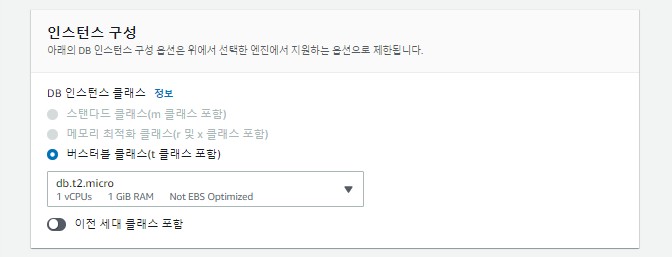 인스턴스 구성
아래의 DB 인스턴스 구성 옵션은 위에서 선택한 엔진에서 지원하는 옵션으로 제한됩니다.
DB 인스턴스 클래스 정보
스탠다드 클래스(m 클래스 포함)
메모리 최적화 클래스(r 및 x 클래스 포함)
버스터블 클래스(t 클래스 포함)
db.t2.micro
1 vCPUs 1 GiB RAM Not EBS Optimized
이전 세대 클래스 포함